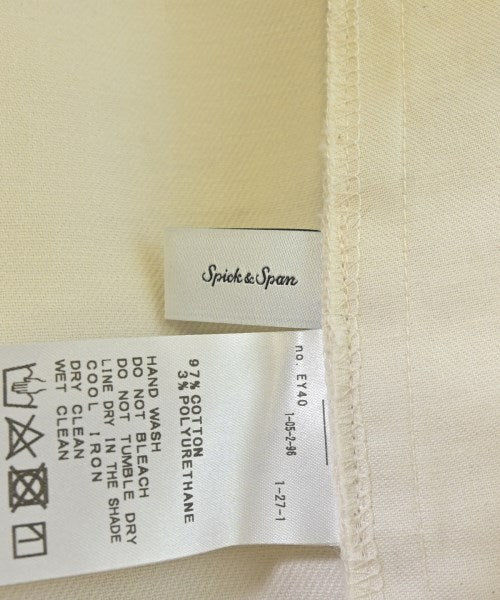 Spick & Span
no. EY40
1-05-2-96
1-27-1
97% COTTON
3% POLYURETHANE
HAND WASH
DO NOT BLEACH
DO NOT TUMBLE DRY
LINE DRY IN THE SHADE
COOL IRON
DRY CLEAN
WET CLEAN